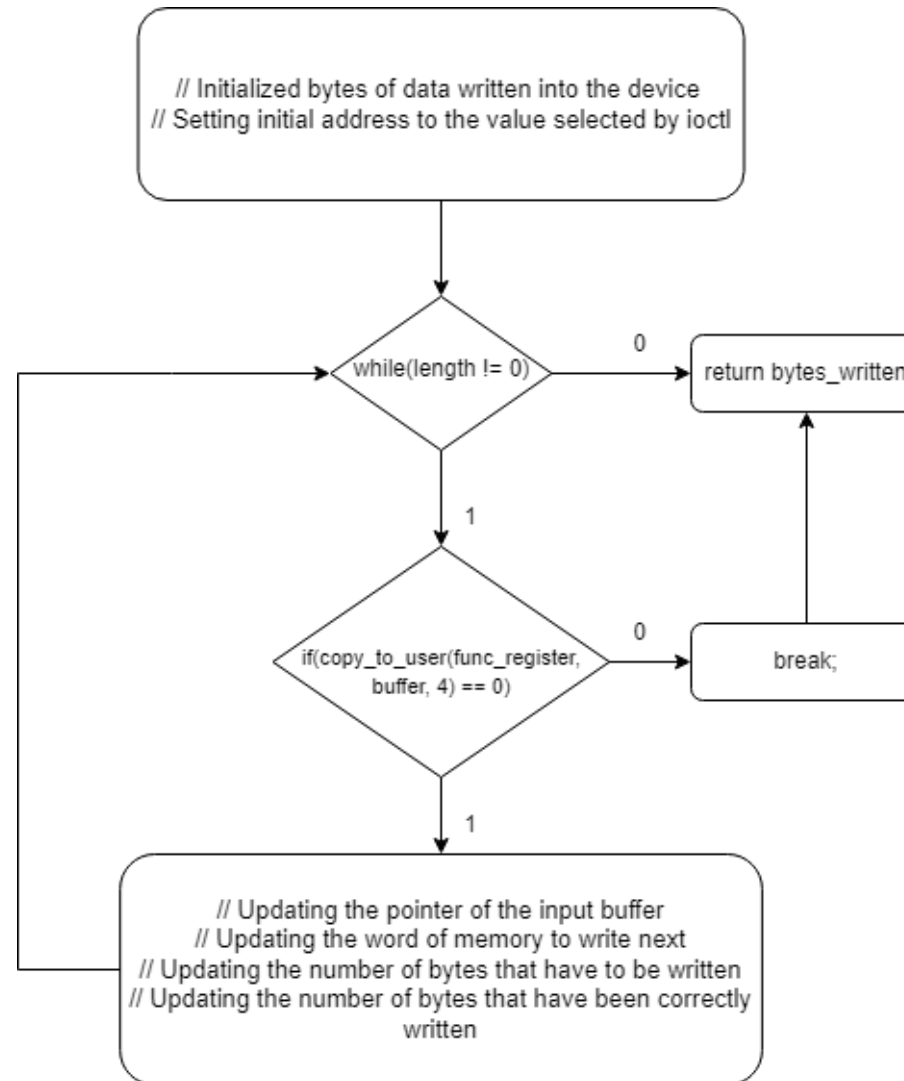 // Initialized bytes of data written into the device
// Setting initial address to the value selected by ioctl
while(length != 0)
0
return bytes_written
1
if(copy_to_user(func_register,
buffer, 4) == 0)
0
break;
1
// Updating the pointer of the input buffer
// Updating the word of memory to write next
// Updating the number of bytes that have to be written
// Updating the number of bytes that have been correctly
written